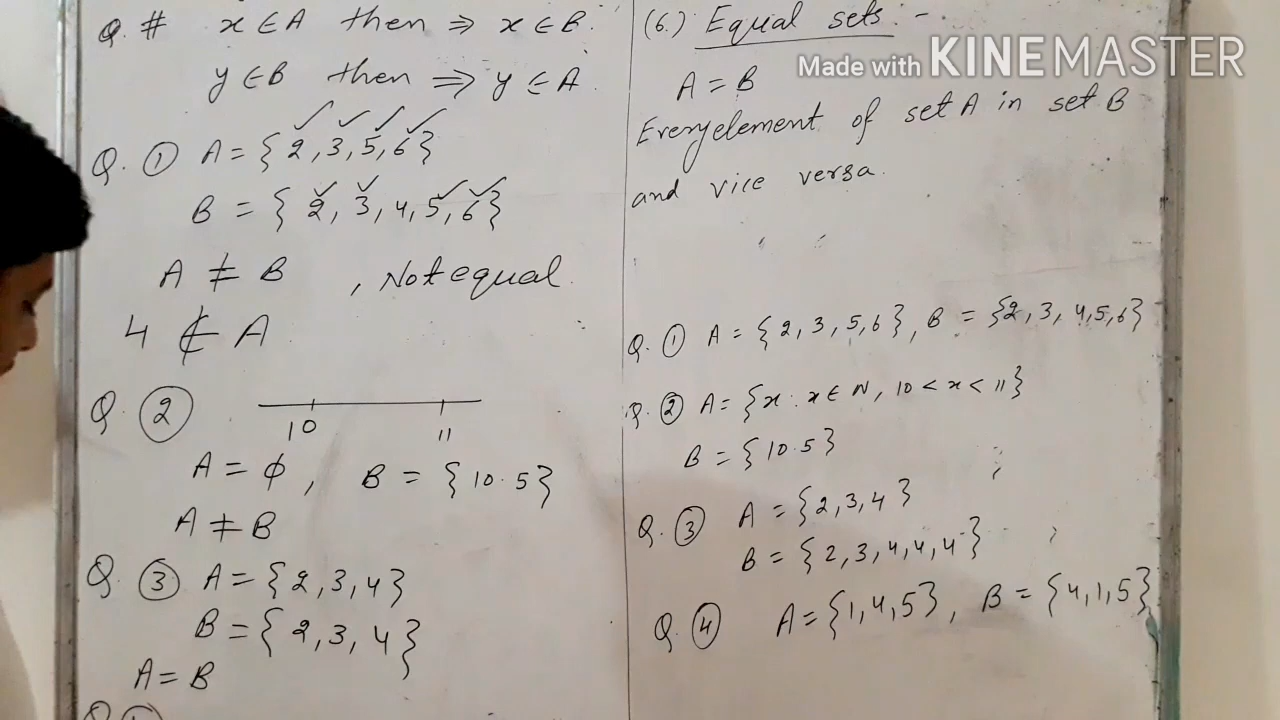 Q. # x ∈ A then ⇒ x ∈ B.
y ∈ B then ⇒ y ∈ A.
Q. ① A = {2, 3, 5, 6}
B = {2, 3, 4, 5, 6}
A ≠ B , Not equal
4 ∉ A
Q. ②
10 11
A = ϕ , B = {10.5}
A ≠ B
Q. ③ A = {2, 3, 4}
B = {2, 3, 4}
A = B
(6.) Equal sets :-
Made with KINEMASTER
A = B
Every element of set A in set B
and vice versa.
Q. ① A = {2, 3, 5, 6}, B = {2, 3, 4, 5, 6}
Q. ② A = {x : x ∈ N, 10 < x < 11}
B = {10.5}
Q. ③ A = {2, 3, 4}
B = {2, 3, 4, 4, 4}
Q. ④ A = {1, 4, 5}, B = {4, 1, 5}